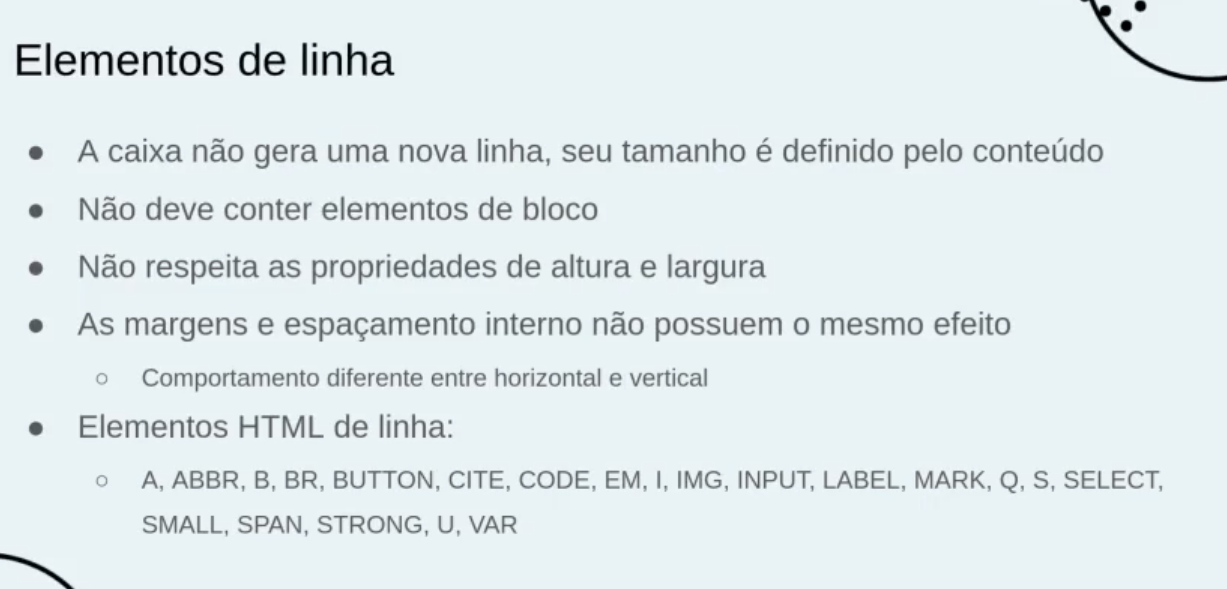 Elementos de linha
● A caixa não gera uma nova linha, seu tamanho é definido pelo conteúdo
● Não deve conter elementos de bloco
● Não respeita as propriedades de altura e largura
● As margens e espaçamento interno não possuem o mesmo efeito
○ Comportamento diferente entre horizontal e vertical
● Elementos HTML de linha:
○ A, ABBR, B, BR, BUTTON, CITE, CODE, EM, I, IMG, INPUT, LABEL, MARK, Q, S, SELECT,
SMALL, SPAN, STRONG, U, VAR